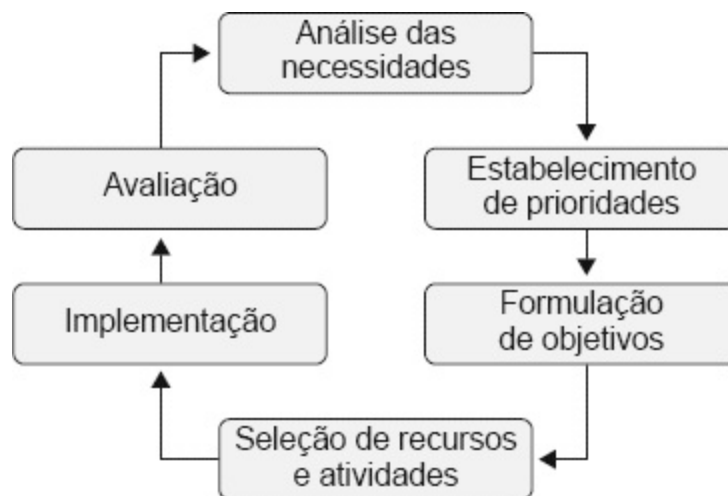 Análise das
necessidades
Estabelecimento
de prioridades
Formulação
de objetivos
Seleção de recursos
e atividades
Implementação
Avaliação